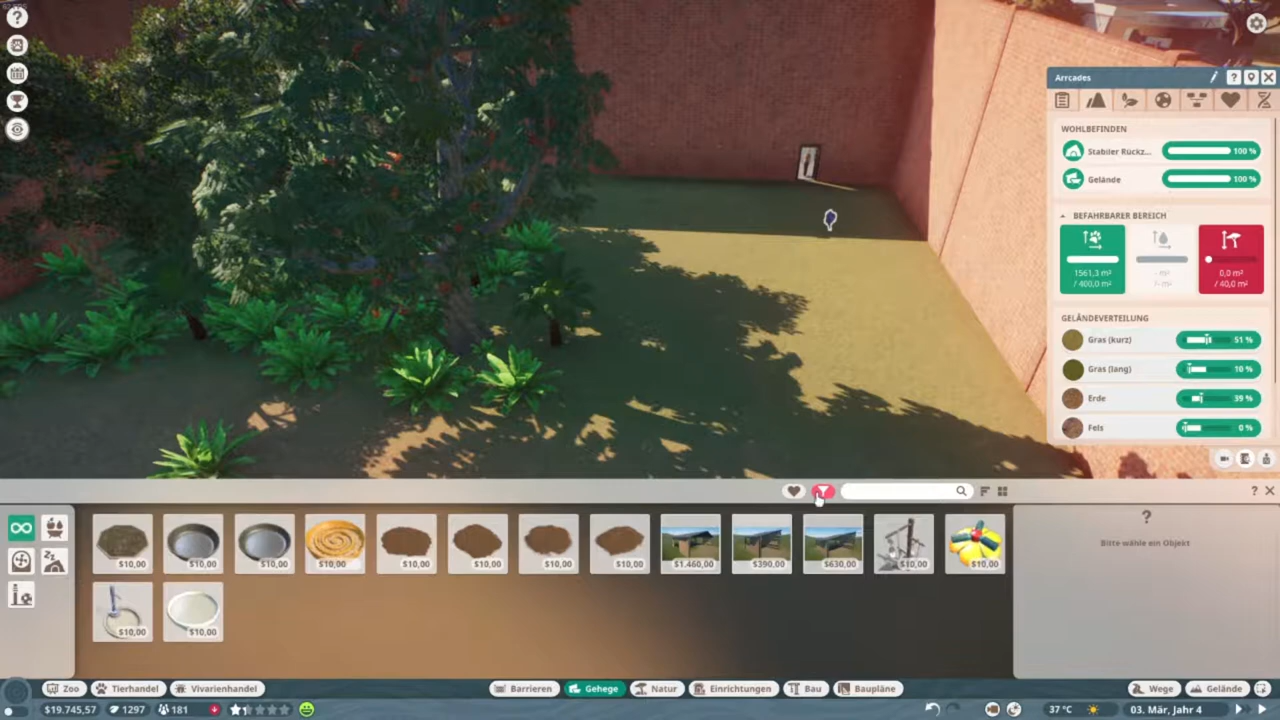 ?
Arrcades
?
WOHLBEFINDEN
Stabiler Rückz...
100 %
Gelände
100 %
BEFAHRBARER BEREICH
1561,3 m²
/ 400,0 m²
- m²
/- m²
0,0 m²
/ 40,0 m²
GELÄNDEVERTEILUNG
Gras (kurz)
51 %
Gras (lang)
10 %
Erde
39 %
Fels
0 %
?
$10,00
$10,00
$10,00
$10,00
$10,00
$10,00
$10,00
$10,00
$1.460,00
$390,00
$630,00
$10,00
$10,00
$10,00
$10,00
?
Bitte wähle ein Objekt
Zoo
Tierhandel
Vivarienhandel
Barrieren
Gehege
Natur
Einrichtungen
Bau
Baupläne
Wege
Gelände
$19.745,57
1297
181
37 °C
03. Mär, Jahr 4